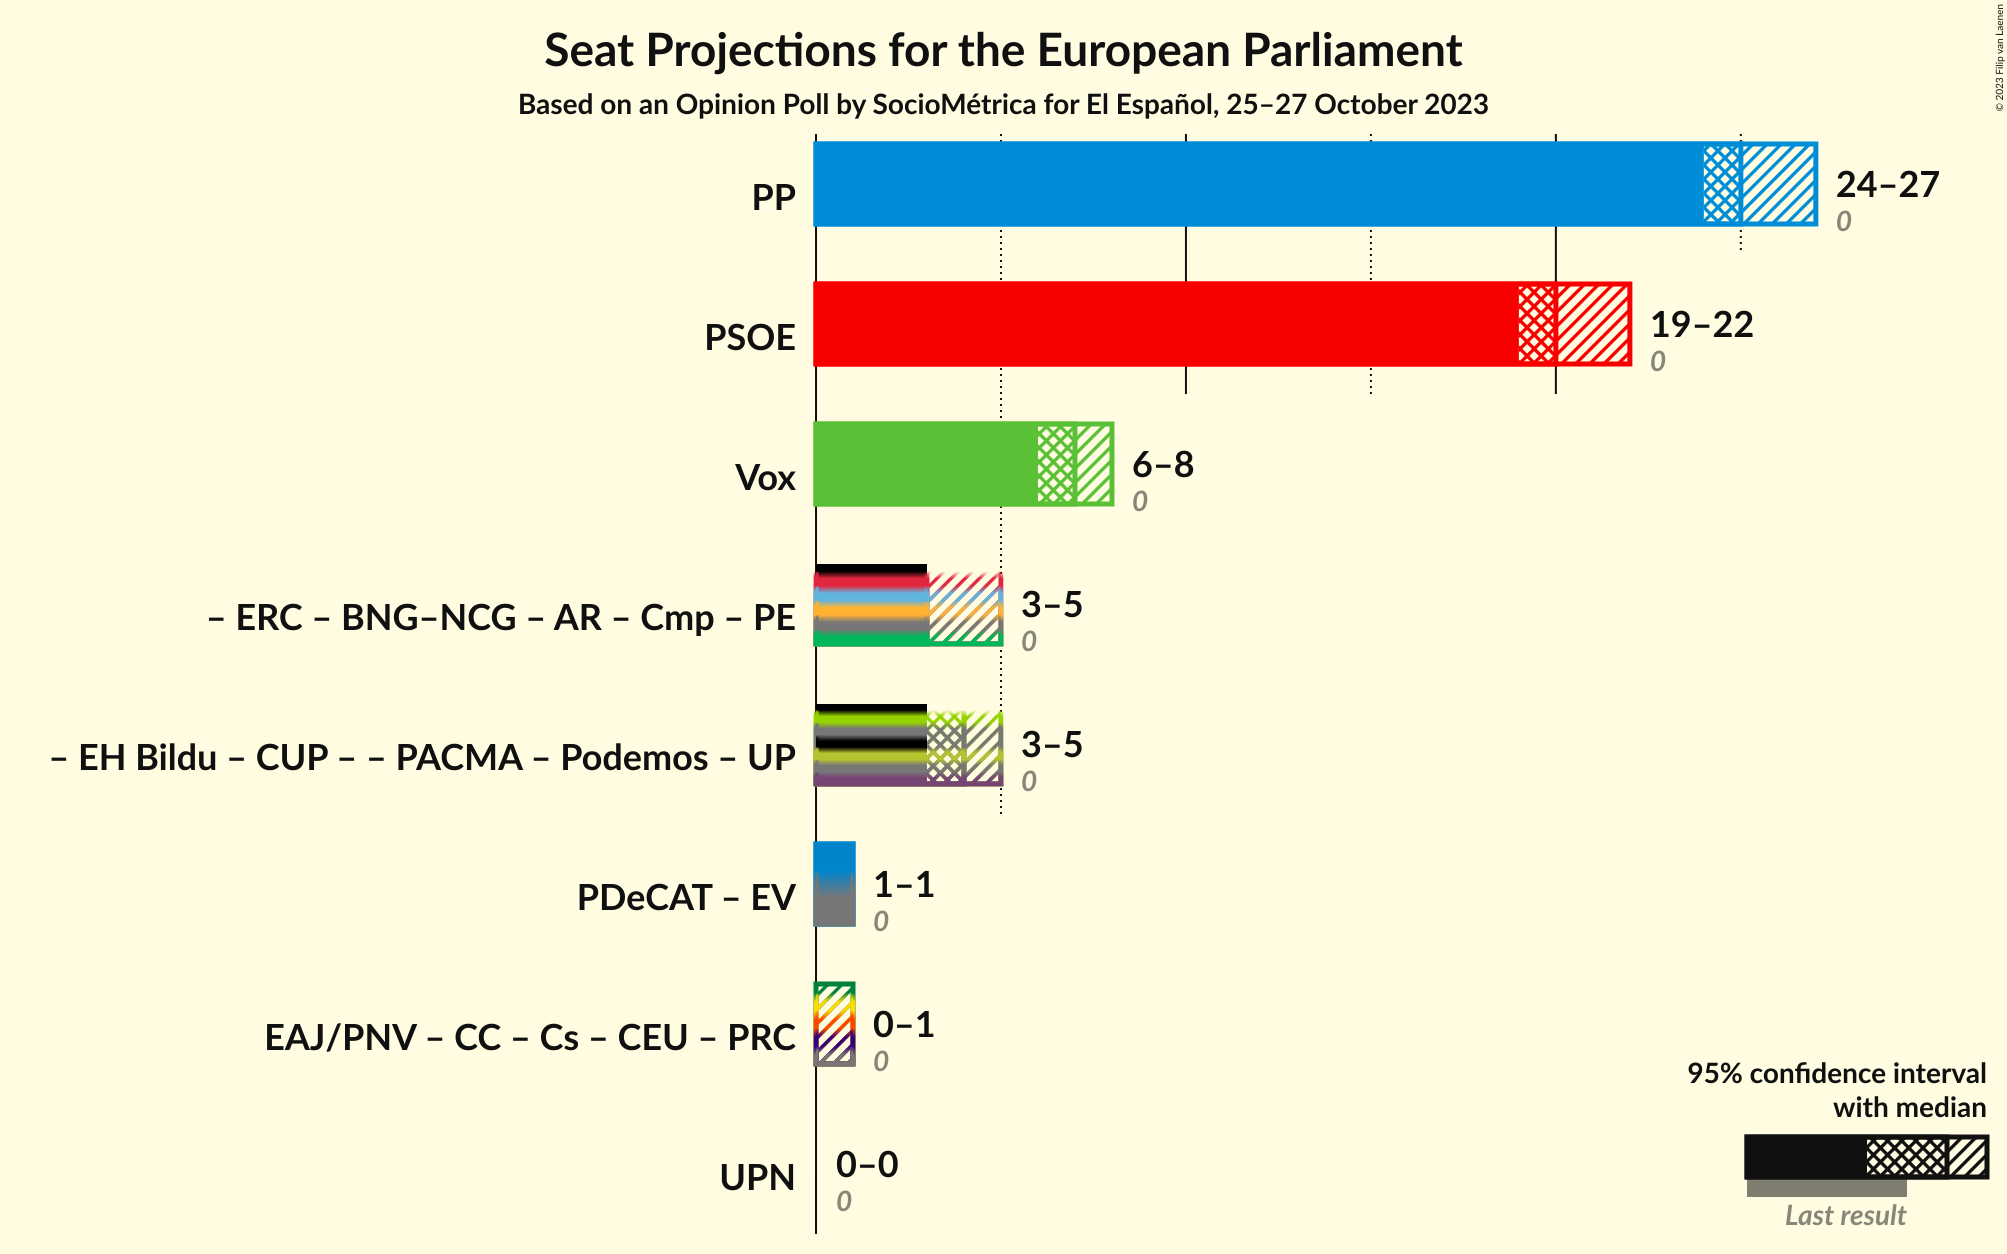 Seat Projections for the European Parliament
Based on an Opinion Poll by SocioMétrica for El Español, 25–27 October 2023
© 2023 Filip van Laenen
PP
24–27
0
PSOE
19–22
0
Vox
6–8
0
– ERC – BNG–NCG – AR – Cmp – PE
3–5
0
– EH Bildu – CUP – – PACMA – Podemos – UP
3–5
0
PDeCAT – EV
1–1
0
EAJ/PNV – CC – Cs – CEU – PRC
0–1
0
UPN
0–0
0
95% confidence interval
with median
Last result